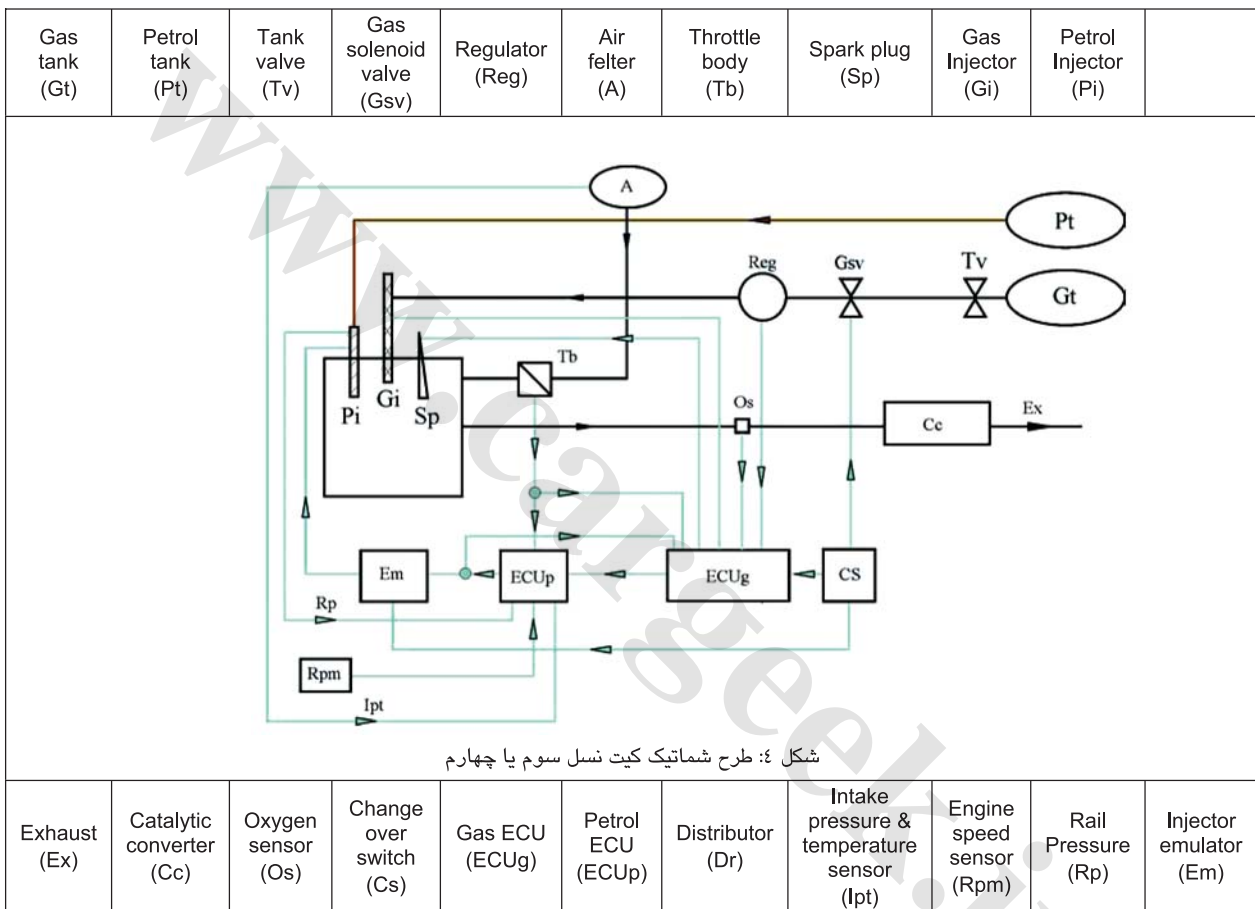 Gas
tank
(Gt)
Petrol
tank
(Pt)
Tank
valve
(Tv)
Gas
solenoid
valve
(Gsv)
Regulator
(Reg)
Air
felter
(A)
Throttle
body
(Tb)
Spark plug
(Sp)
Gas
Injector
(Gi)
Petrol
Injector
(Pi)
A
Pt
Reg
Gsv
Tv
Gt
Tb
Pi
Gi
Sp
Os
Cc
Ex
Em
ECUp
ECUg
CS
Rp
Rpm
Ipt
شکل ٤: طرح شماتیک کیت نسل سوم یا چهارم
Exhaust
(Ex)
Catalytic
converter
(Cc)
Oxygen
sensor
(Os)
Change
over
switch
(Cs)
Gas ECU
(ECUg)
Petrol
ECU
(ECUp)
Distributor
(Dr)
Intake
pressure &
temperature
sensor
(Ipt)
Engine
speed
sensor
(Rpm)
Rail
Pressure
(Rp)
Injector
emulator
(Em)
www.cargeek.i